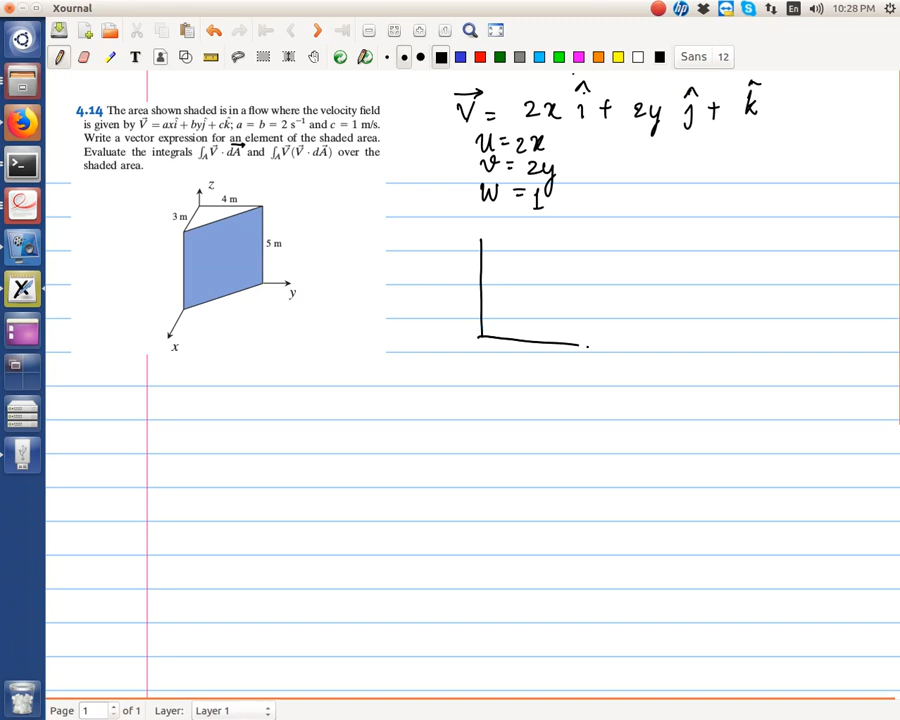 Xournal
En
10:28 PM
Sans 12
4.14 The area shown shaded is in a flow where the velocity field
is given by V⃗ = axî + byĵ + ck̂; a = b = 2 s⁻¹ and c = 1 m/s.
Write a vector expression for an element of the shaded area.
Evaluate the integrals ∫_A V⃗ · dA⃗ and ∫_A V⃗(V⃗ · dA⃗) over the
shaded area.
z
4 m
3 m
5 m
y
x
V⃗ = 2x î + 2y ĵ + k̂
u = 2x
v = 2y
w = 1
Page 1 of 1 Layer: Layer 1